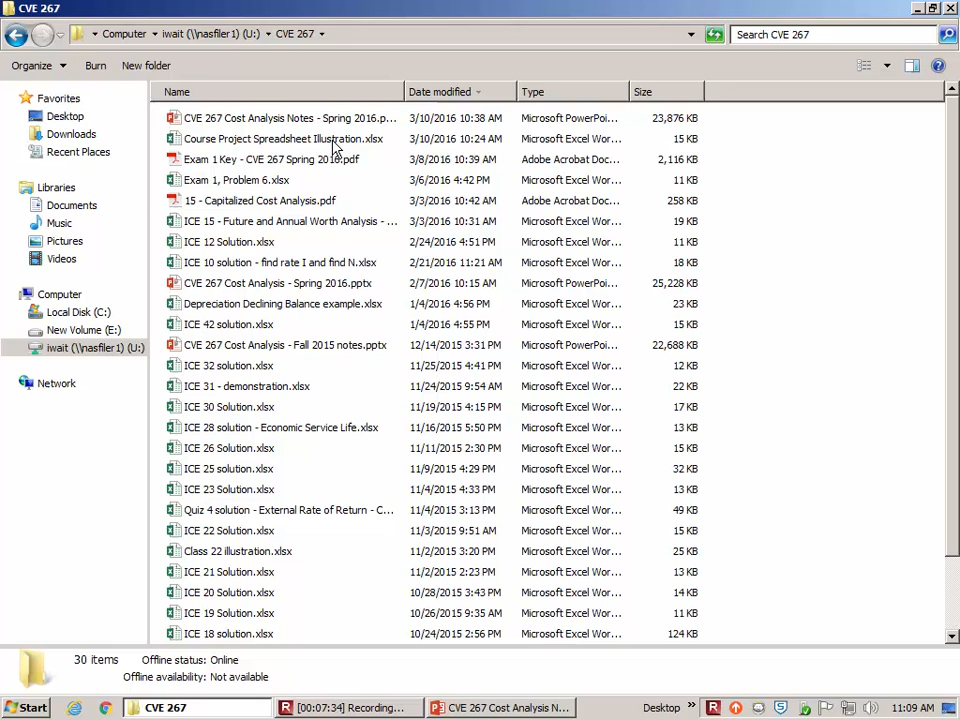 CVE 267
Computer iwait (\\nasfiler1) (U:) CVE 267
Search CVE 267
Organize Burn New folder
Name Date modified Type Size
Favorites
Desktop
Downloads
Recent Places
Libraries
Documents
Music
Pictures
Videos
Computer
Local Disk (C:)
New Volume (E:)
iwait (\\nasfiler1) (U:)
Network
CVE 267 Cost Analysis Notes - Spring 2016.p... 3/10/2016 10:38 AM Microsoft PowerPoi... 23,876 KB
Course Project Spreadsheet Illustration.xlsx 3/10/2016 10:24 AM Microsoft Excel Wor... 15 KB
Exam 1 Key - CVE 267 Spring 2016.pdf 3/8/2016 10:39 AM Adobe Acrobat Doc... 2,116 KB
Exam 1, Problem 6.xlsx 3/6/2016 4:42 PM Microsoft Excel Wor... 11 KB
15 - Capitalized Cost Analysis.pdf 3/3/2016 10:42 AM Adobe Acrobat Doc... 258 KB
ICE 15 - Future and Annual Worth Analysis - ... 3/3/2016 10:31 AM Microsoft Excel Wor... 19 KB
ICE 12 Solution.xlsx 2/24/2016 4:51 PM Microsoft Excel Wor... 11 KB
ICE 10 solution - find rate I and find N.xlsx 2/21/2016 11:21 AM Microsoft Excel Wor... 18 KB
CVE 267 Cost Analysis - Spring 2016.pptx 2/7/2016 10:15 AM Microsoft PowerPoi... 25,228 KB
Depreciation Declining Balance example.xlsx 1/4/2016 4:56 PM Microsoft Excel Wor... 23 KB
ICE 42 solution.xlsx 1/4/2016 4:55 PM Microsoft Excel Wor... 15 KB
CVE 267 Cost Analysis - Fall 2015 notes.pptx 12/14/2015 3:31 PM Microsoft PowerPoi... 22,688 KB
ICE 32 solution.xlsx 11/25/2015 4:41 PM Microsoft Excel Wor... 12 KB
ICE 31 - demonstration.xlsx 11/24/2015 9:54 AM Microsoft Excel Wor... 22 KB
ICE 30 Solution.xlsx 11/19/2015 4:15 PM Microsoft Excel Wor... 17 KB
ICE 28 solution - Economic Service Life.xlsx 11/16/2015 5:50 PM Microsoft Excel Wor... 13 KB
ICE 26 Solution.xlsx 11/11/2015 2:30 PM Microsoft Excel Wor... 15 KB
ICE 25 solution.xlsx 11/9/2015 4:29 PM Microsoft Excel Wor... 32 KB
ICE 23 Solution.xlsx 11/4/2015 4:33 PM Microsoft Excel Wor... 13 KB
Quiz 4 solution - External Rate of Return - C... 11/4/2015 3:13 PM Microsoft Excel Wor... 49 KB
ICE 22 Solution.xlsx 11/3/2015 9:51 AM Microsoft Excel Wor... 15 KB
Class 22 illustration.xlsx 11/2/2015 3:20 PM Microsoft Excel Wor... 25 KB
ICE 21 Solution.xlsx 11/2/2015 2:23 PM Microsoft Excel Wor... 13 KB
ICE 20 Solution.xlsx 10/28/2015 3:43 PM Microsoft Excel Wor... 14 KB
ICE 19 Solution.xlsx 10/26/2015 9:35 AM Microsoft Excel Wor... 11 KB
ICE 18 solution.xlsx 10/24/2015 2:56 PM Microsoft Excel Wor... 124 KB
30 items Offline status: Online
Offline availability: Not available
Start CVE 267 [00:07:34] Recording... CVE 267 Cost Analysis N... Desktop » 11:09 AM